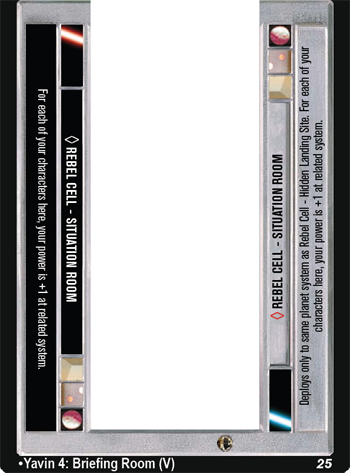 For each of your characters here, your power is +1 at related system.
◊ REBEL CELL - SITUATION ROOM
◊ REBEL CELL - SITUATION ROOM
Deploys only to same planet system as Rebel Cell - Hidden Landing Site. For each of your
characters here, your power is +1 at related system.
•Yavin 4: Briefing Room (V)
25